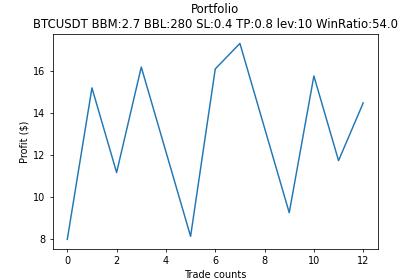 Portfolio
BTCUSDT BBM:2.7 BBL:280 SL:0.4 TP:0.8 lev:10 WinRatio:54.0
16
14
12
10
8
Profit ($)
0 2 4 6 8 10 12
Trade counts